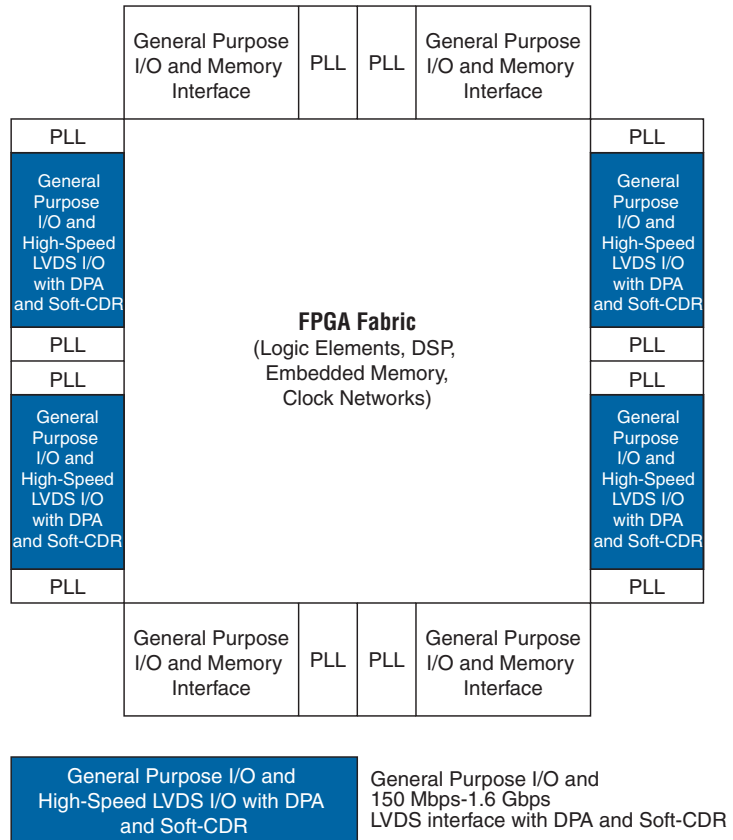 General Purpose
I/O and Memory
Interface
PLL
PLL
General Purpose
I/O and Memory
Interface
PLL
General
Purpose
I/O and
High-Speed
LVDS I/O
with DPA
and Soft-CDR
PLL
PLL
General
Purpose
I/O and
High-Speed
LVDS I/O
with DPA
and Soft-CDR
PLL
FPGA Fabric
(Logic Elements, DSP,
Embedded Memory,
Clock Networks)
PLL
General
Purpose
I/O and
High-Speed
LVDS I/O
with DPA
and Soft-CDR
PLL
PLL
General
Purpose
I/O and
High-Speed
LVDS I/O
with DPA
and Soft-CDR
PLL
General Purpose
I/O and Memory
Interface
PLL
PLL
General Purpose
I/O and Memory
Interface
General Purpose I/O and
High-Speed LVDS I/O with DPA
and Soft-CDR
General Purpose I/O and
150 Mbps-1.6 Gbps
LVDS interface with DPA and Soft-CDR